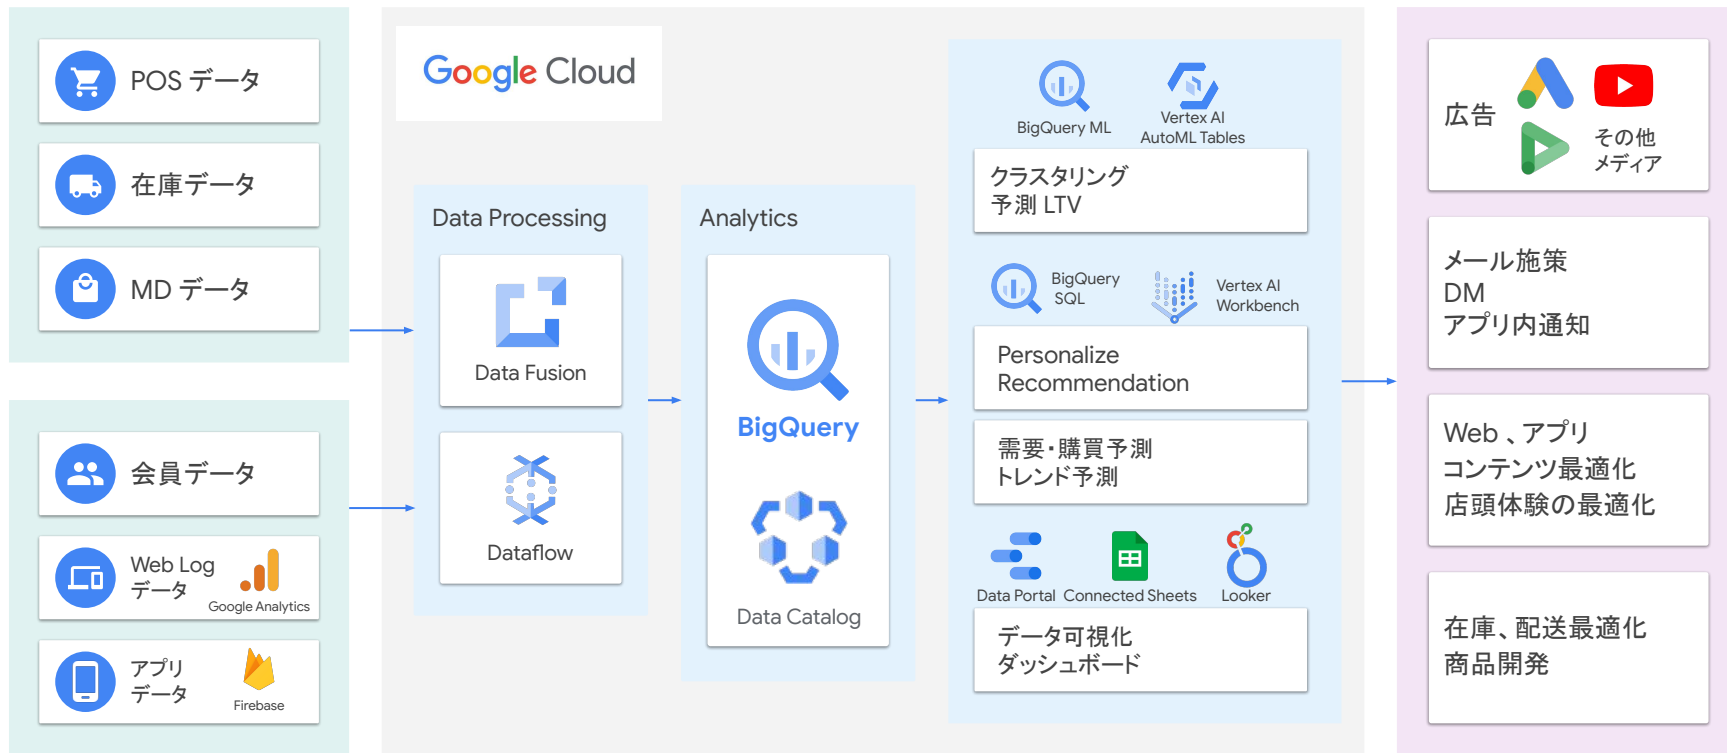 POS データ
在庫データ
MD データ
会員データ
Web Log
データ
Google Analytics
アプリ
データ
Firebase
Google Cloud
Data Processing
Data Fusion
Dataflow
Analytics
BigQuery
Data Catalog
BigQuery ML
Vertex AI
AutoML Tables
クラスタリング
予測 LTV
BigQuery
SQL
Vertex AI
Workbench
Personalize
Recommendation
需要・購買予測
トレンド予測
Data Portal
Connected Sheets
Looker
データ可視化
ダッシュボード
広告
その他
メディア
メール施策
DM
アプリ内通知
Web 、アプリ
コンテンツ最適化
店頭体験の最適化
在庫、配送最適化
商品開発